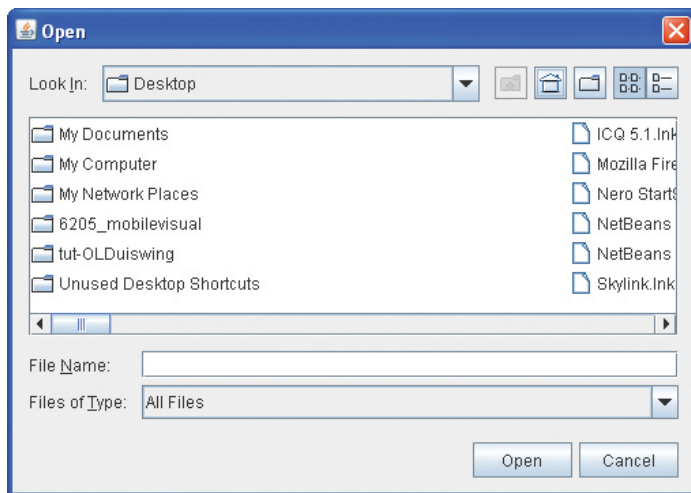 Open
Look In: Desktop
My Documents
My Computer
My Network Places
6205_mobilevisual
tut-OLDuiswing
Unused Desktop Shortcuts
ICQ 5.1.lnk
Mozilla Fire
Nero StartS
NetBeans
NetBeans
Skylink.lnk
File Name:
Files of Type: All Files
Open Cancel